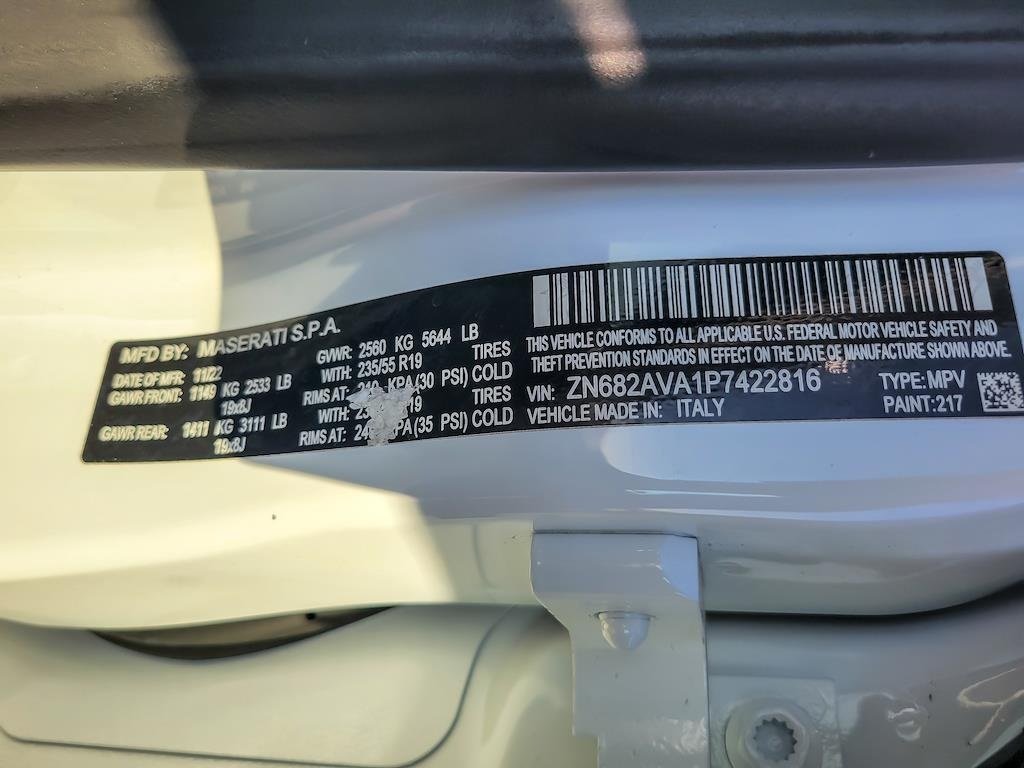 MFD BY: MASERATI S.P.A.
DATE OF MFR: 11/22 GVWR: 2560 KG 5644 LB
GAWR FRONT: 1149 KG 2533 LB WITH: 235/55 R19 TIRES
19x8J RIMS AT: KPA (30 PSI) COLD
GAWR REAR: 1411 KG 3111 LB WITH: TIRES
19x8J RIMS AT: (35 PSI) COLD
THIS VEHICLE CONFORMS TO ALL APPLICABLE U.S. FEDERAL MOTOR VEHICLE SAFETY AND
THEFT PREVENTION STANDARDS IN EFFECT ON THE DATE OF MANUFACTURE SHOWN ABOVE.
VIN: ZN682AVA1P7422816 TYPE: MPV
VEHICLE MADE IN: ITALY PAINT: 217